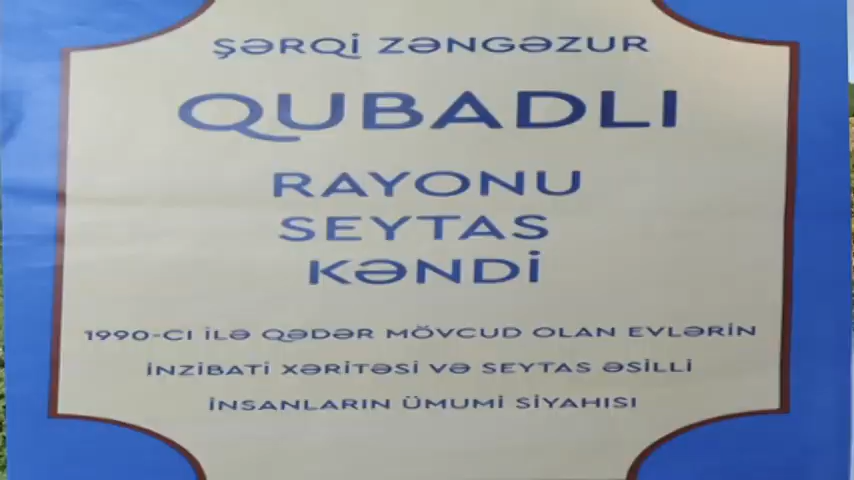 ŞƏRQİ ZƏNGƏZUR
QUBADLI
RAYONU
SEYTAS
KƏNDİ
1990-CI İLƏ QƏDƏR MÖVCUD OLAN EVLƏRİN
İNZİBATİ XƏRİTƏSİ VƏ SEYTAS ƏSİLLİ
İNSANLARIN ÜMUMİ SİYAHISI